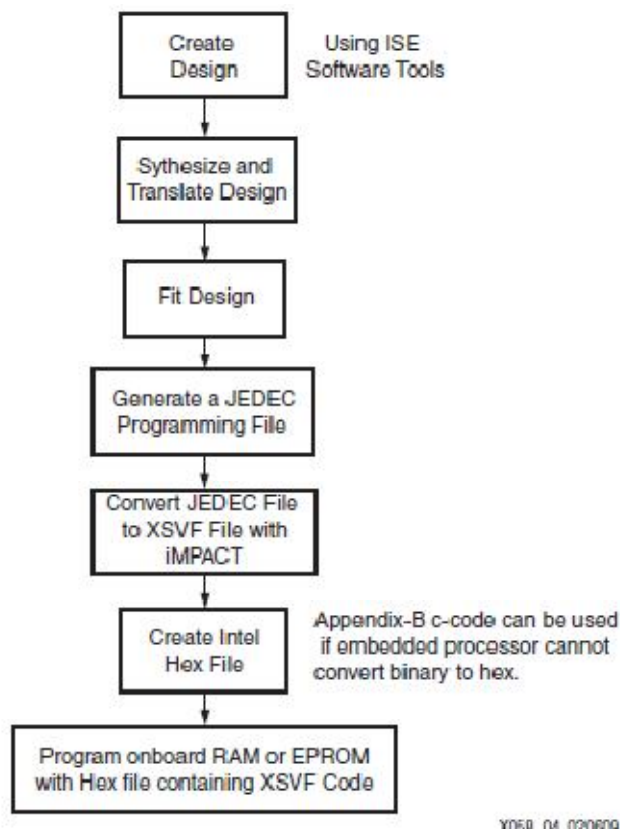 Create
Design
Using ISE
Software Tools
Sythesize and
Translate Design
Fit Design
Generate a JEDEC
Programming File
Convert JEDEC File
to XSVF File with
iMPACT
Create Intel
Hex File
Appendix-B c-code can be used
if embedded processor cannot
convert binary to hex.
Program onboard RAM or EPROM
with Hex file containing XSVF Code
X058_04_020609